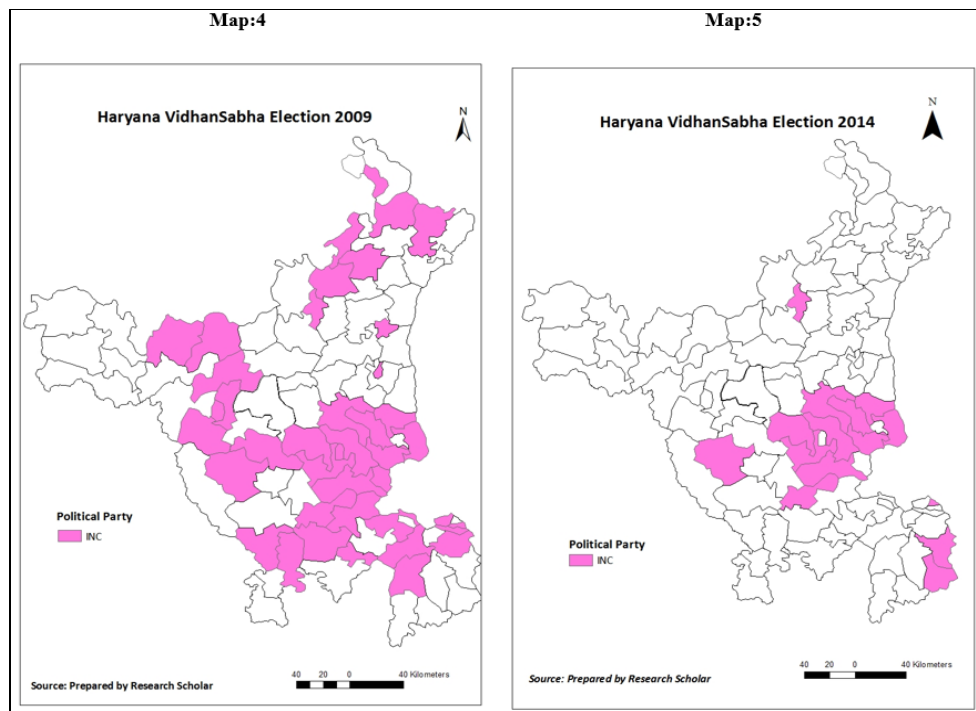 Map:4
Haryana VidhanSabha Election 2009
N
Political Party
INC
40 20 0 40 Kilometers
Source: Prepared by Research Scholar
Map:5
Haryana VidhanSabha Election 2014
N
Political Party
INC
40 20 0 40 Kilometers
Source: Prepared by Research Scholar